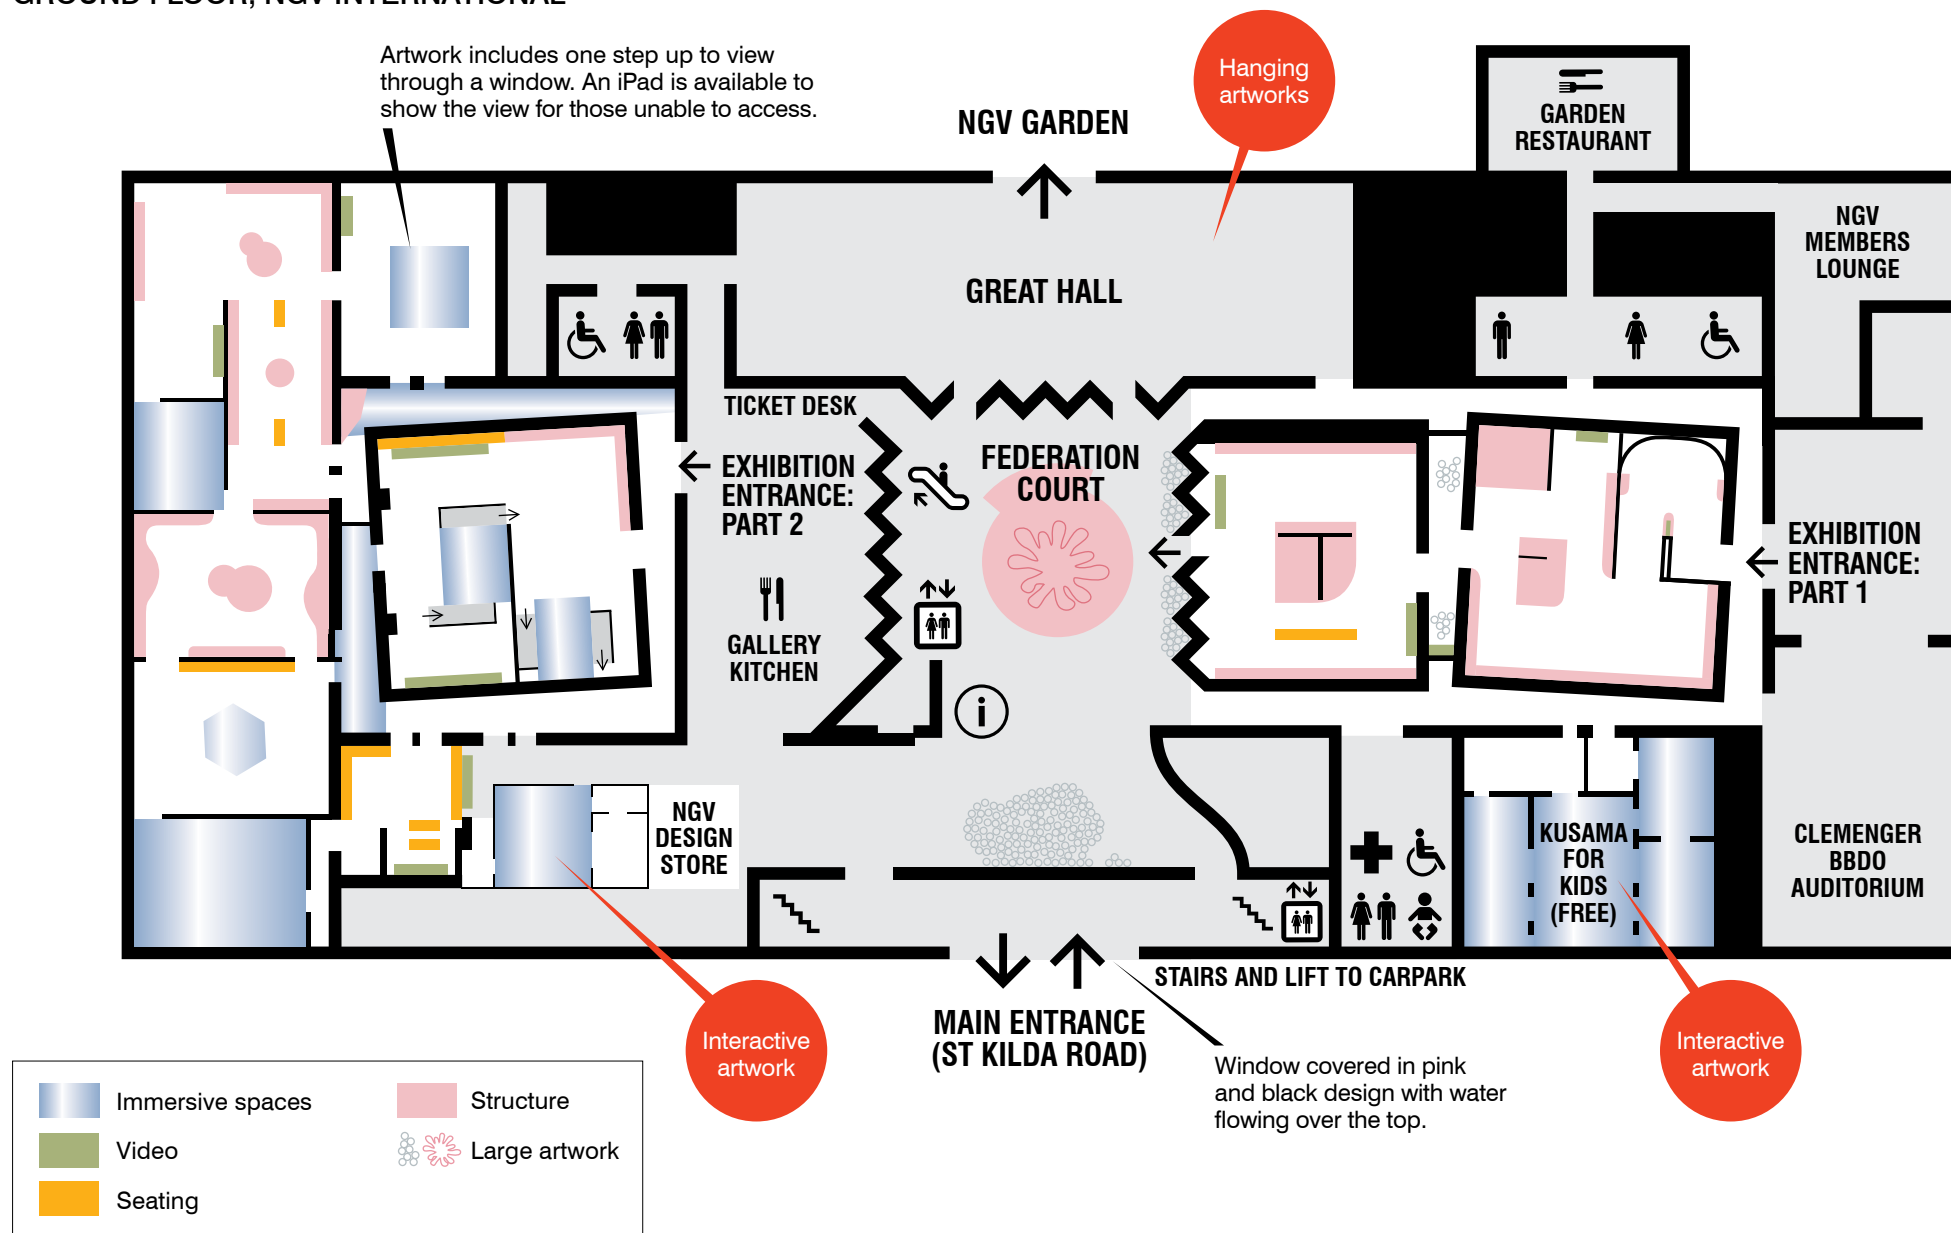 GROUND FLOOR, NGV INTERNATIONAL
Artwork includes one step up to view
through a window. An iPad is available to
show the view for those unable to access.
Hanging
artworks
NGV GARDEN
GARDEN
RESTAURANT
NGV
MEMBERS
LOUNGE
GREAT HALL
TICKET DESK
EXHIBITION
ENTRANCE:
PART 2
FEDERATION
COURT
EXHIBITION
ENTRANCE:
PART 1
GALLERY
KITCHEN
i
NGV
DESIGN
STORE
KUSAMA
FOR
KIDS
(FREE)
CLEMENGER
BBDO
AUDITORIUM
STAIRS AND LIFT TO CARPARK
MAIN ENTRANCE
(ST KILDA ROAD)
Interactive
artwork
Window covered in pink
and black design with water
flowing over the top.
Interactive
artwork
Immersive spaces
Structure
Video
Large artwork
Seating